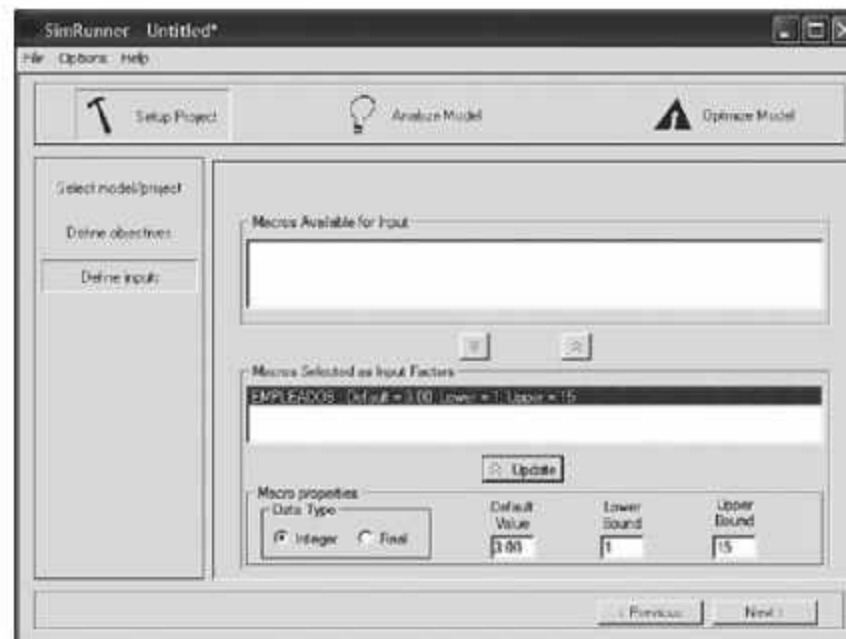 SimRunner Untitled*
File Options Help
Setup Project
Analize Model
Optimize Model
Select model/project
Define objectives
Define inputs
Macros Available for Input
Macros Selected as Input Factors
EMPLEADOS : Default = 3.00; Lower = 1; Upper = 15
Update
Macro properties
Data Type
Integer
Real
Default Value
Lower Bound
Upper Bound
3.00
1
15
< Previous
Next >